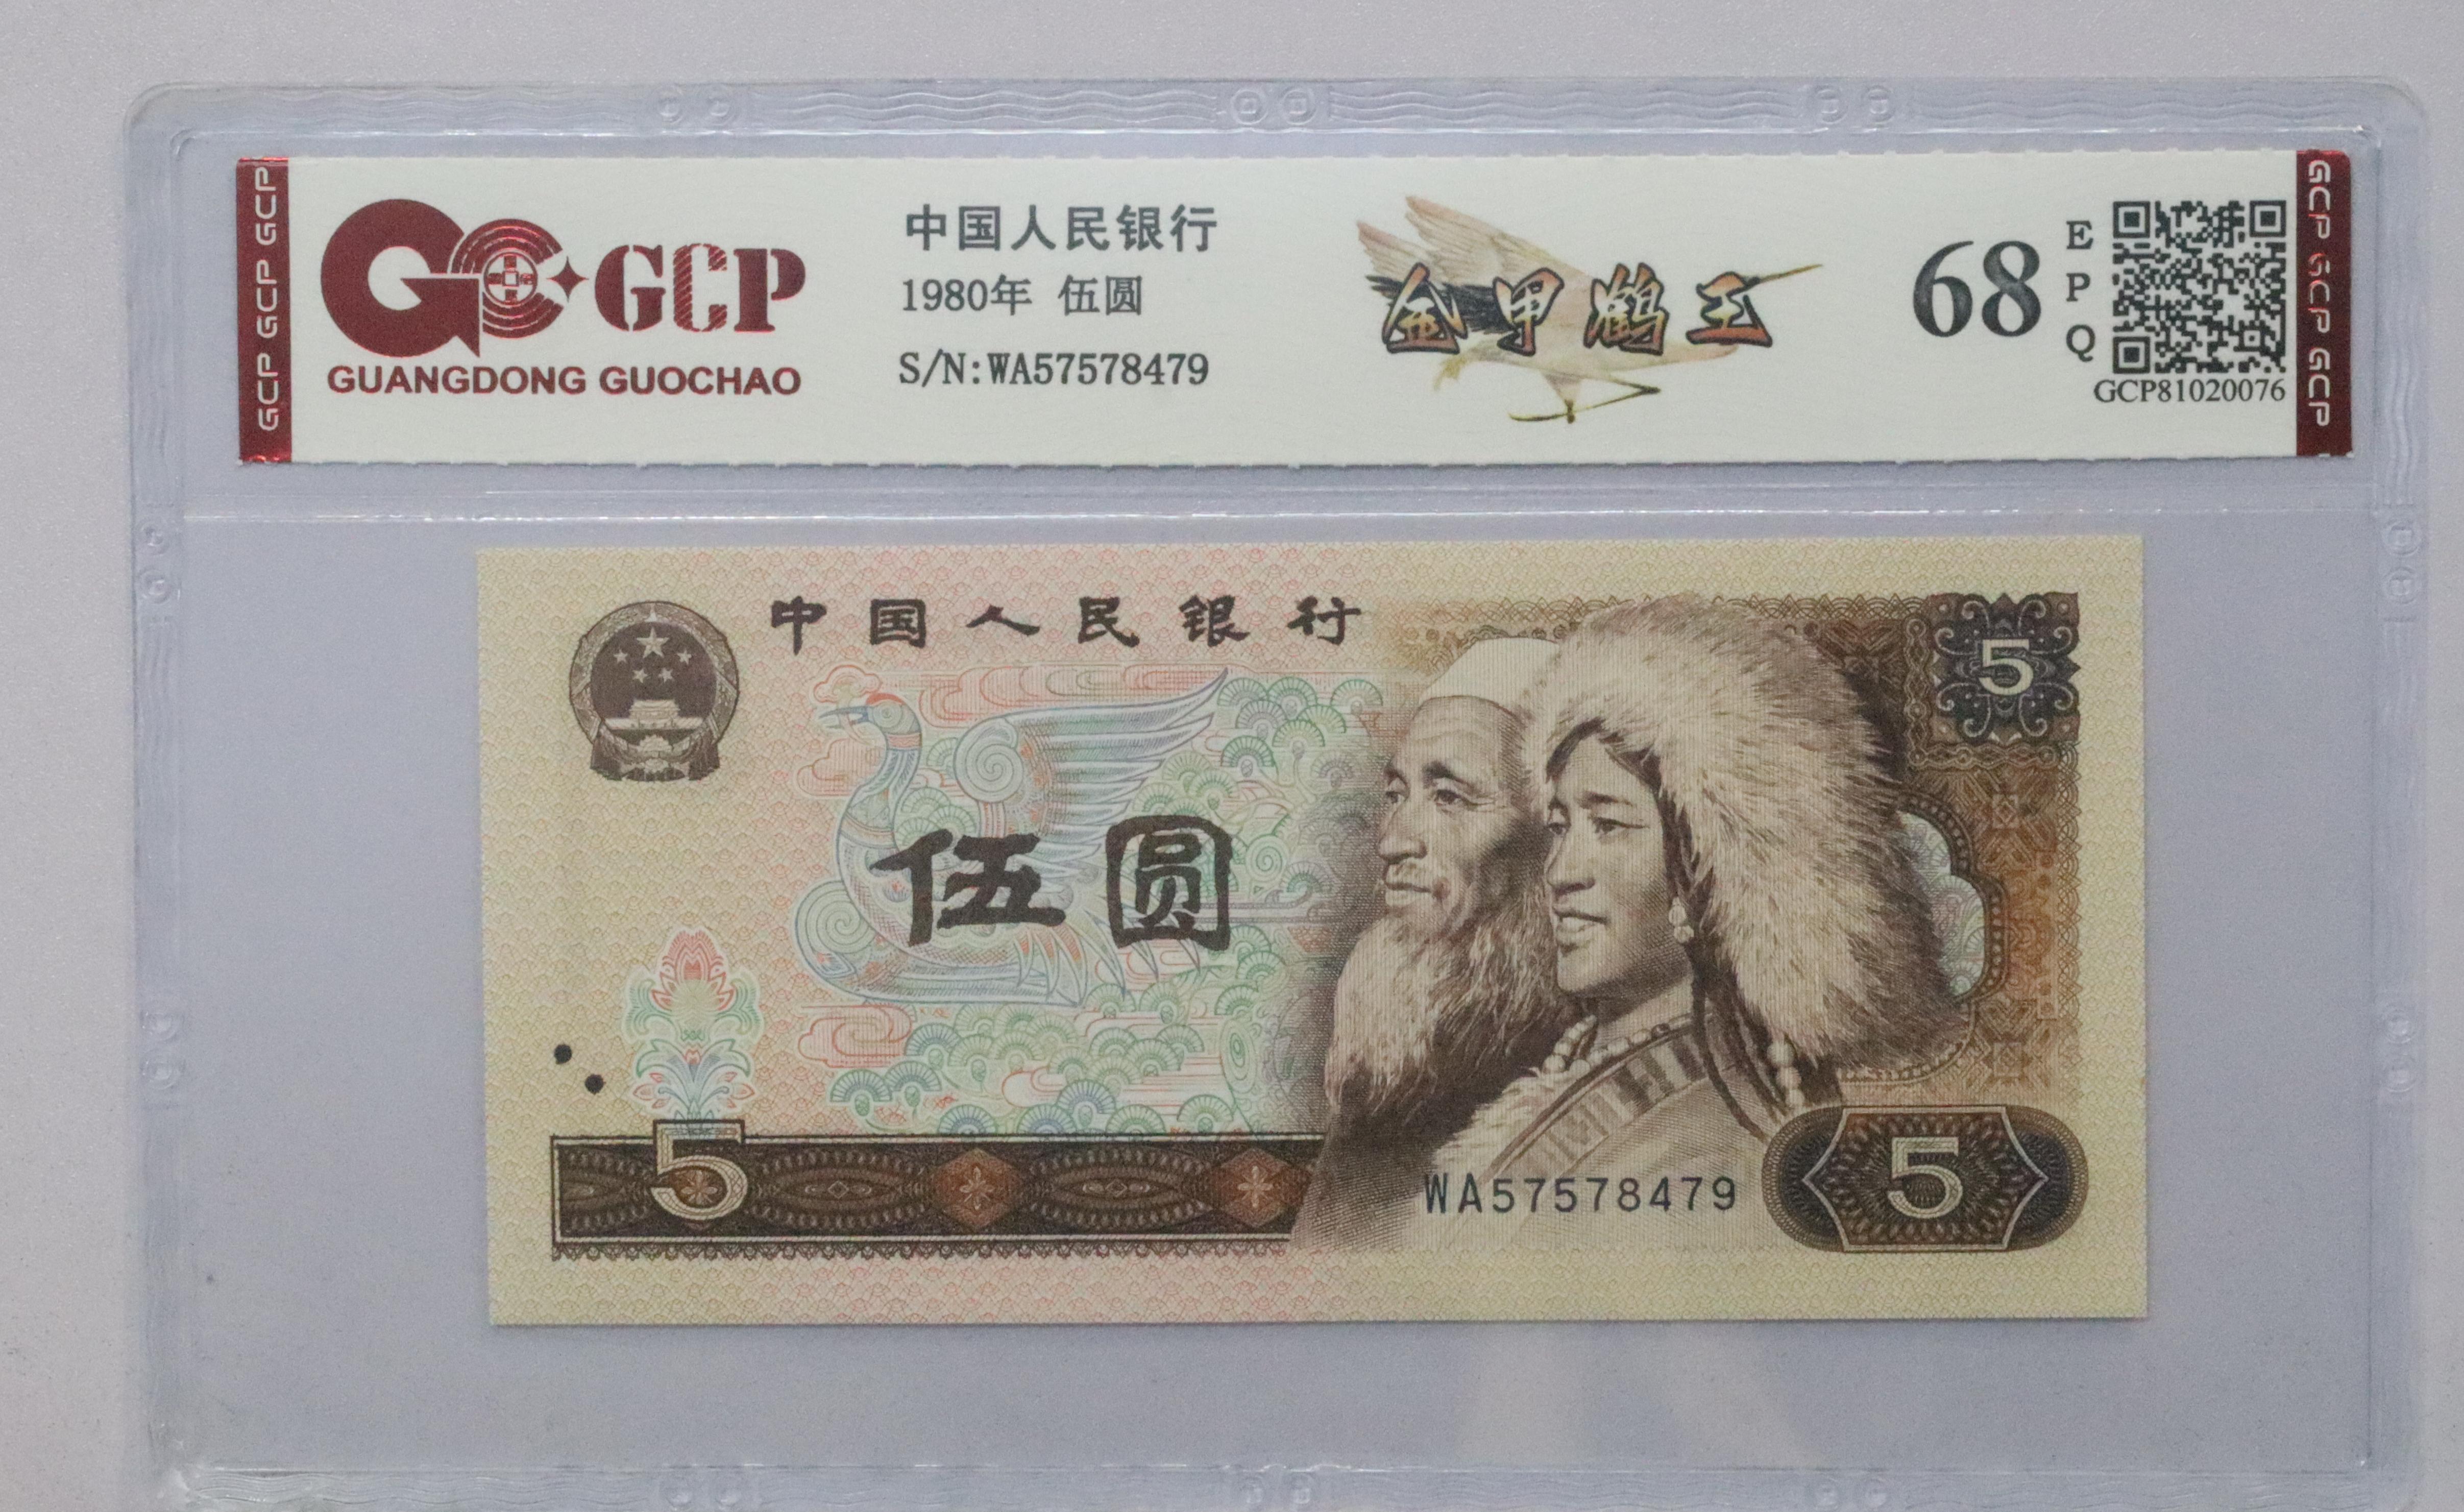 GCP GCP GCP
GCP
GUANGDONG GUOCHAO
中国人民银行
1980年 伍圆
S/N:WA57578479
金甲鹤王
68
EPQ
GCP81020076
GCP GCP GCP
中国人民银行
5
伍圆
5
WA57578479
5